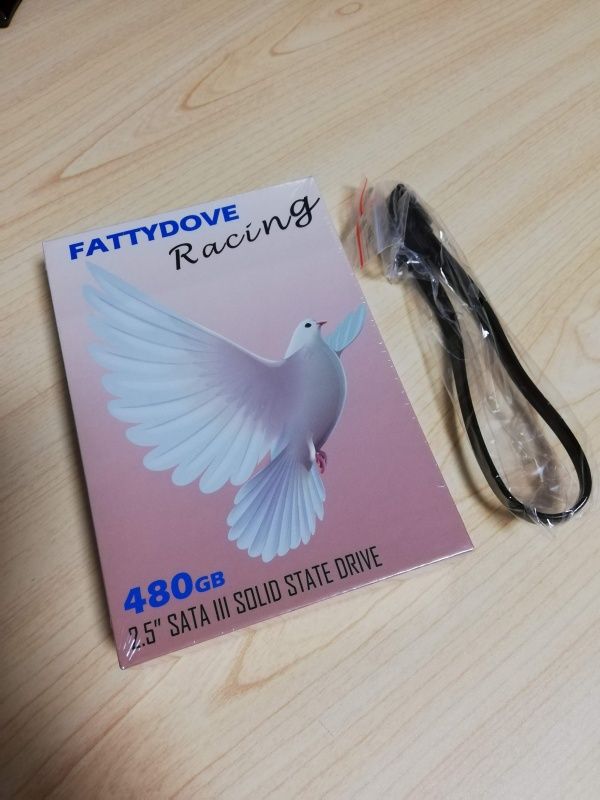 FATTYDOVE
Racing
480GB
2.5" SATA III SOLID STATE DRIVE